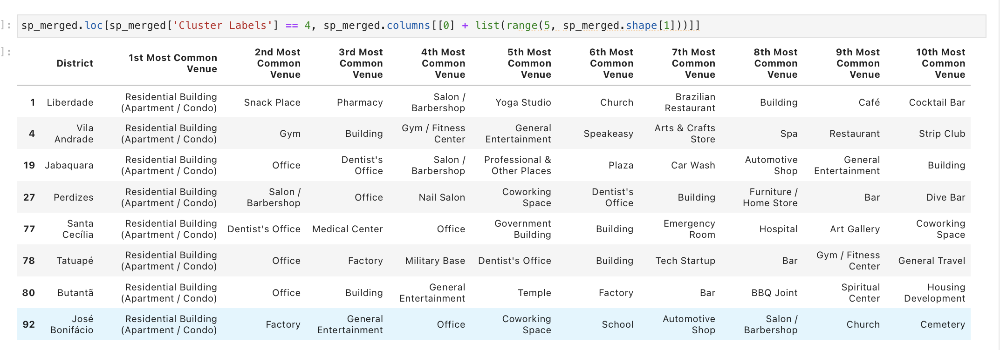 ]: sp_merged.loc[sp_merged['Cluster Labels'] == 4, sp_merged.columns[[0] + list(range(5, sp_merged.shape[1]))]]
]:
District 1st Most Common Venue 2nd Most Common Venue 3rd Most Common Venue 4th Most Common Venue 5th Most Common Venue 6th Most Common Venue 7th Most Common Venue 8th Most Common Venue 9th Most Common Venue 10th Most Common Venue
1 Liberdade Residential Building (Apartment / Condo) Snack Place Pharmacy Salon / Barbershop Yoga Studio Church Brazilian Restaurant Building Café Cocktail Bar
4 Vila Andrade Residential Building (Apartment / Condo) Gym Building Gym / Fitness Center General Entertainment Speakeasy Arts & Crafts Store Spa Restaurant Strip Club
19 Jabaquara Residential Building (Apartment / Condo) Office Dentist's Office Salon / Barbershop Professional & Other Places Plaza Car Wash Automotive Shop General Entertainment Building
27 Perdizes Residential Building (Apartment / Condo) Salon / Barbershop Office Nail Salon Coworking Space Dentist's Office Building Furniture / Home Store Bar Dive Bar
77 Santa Cecília Residential Building (Apartment / Condo) Dentist's Office Medical Center Office Government Building Building Emergency Room Hospital Art Gallery Coworking Space
78 Tatuapé Residential Building (Apartment / Condo) Office Factory Military Base Dentist's Office Building Tech Startup Bar Gym / Fitness Center General Travel
80 Butantã Residential Building (Apartment / Condo) Office Building General Entertainment Temple Factory Bar BBQ Joint Spiritual Center Housing Development
92 José Bonifácio Residential Building (Apartment / Condo) Factory General Entertainment Office Coworking Space School Automotive Shop Salon / Barbershop Church Cemetery